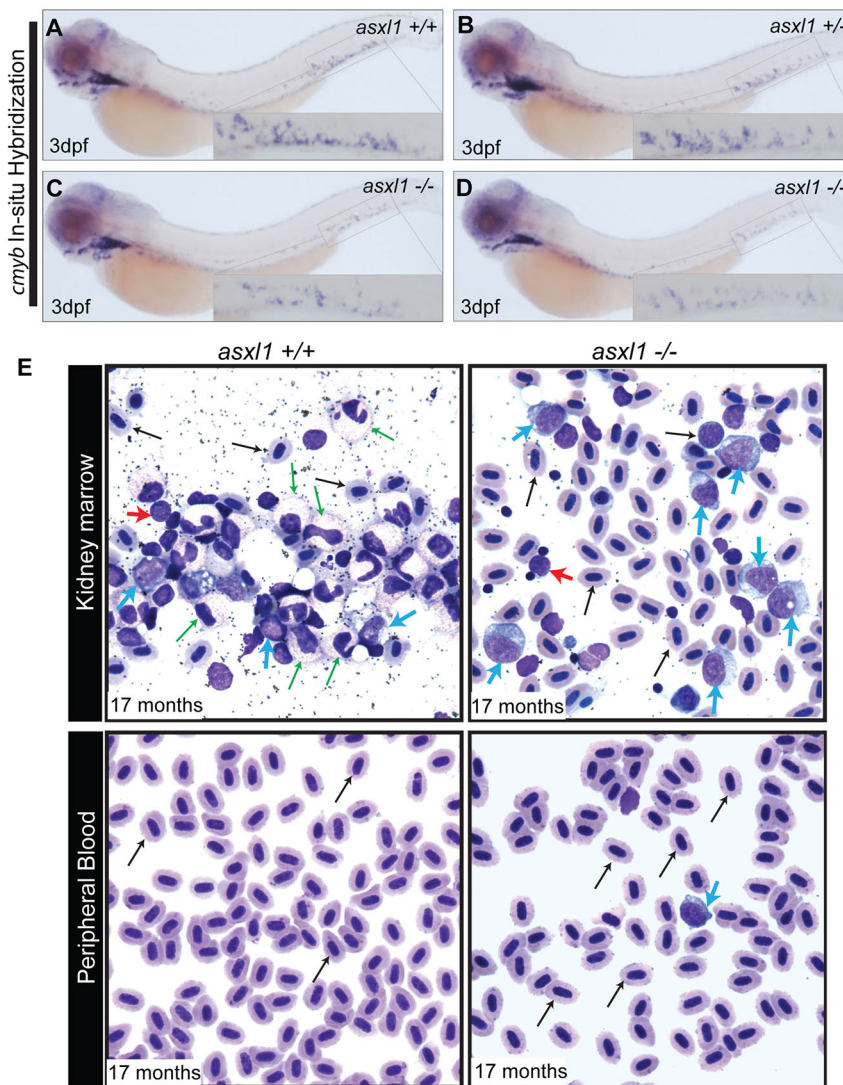 A
asxl1 +/+
B
asxl1 +/-
3dpf
3dpf
C
asxl1 -/-
D
asxl1 -/-
3dpf
3dpf
cmyb In-situ Hybridization
E
asxl1 +/+
asxl1 -/-
Kidney marrow
17 months
17 months
Peripheral Blood
17 months
17 months